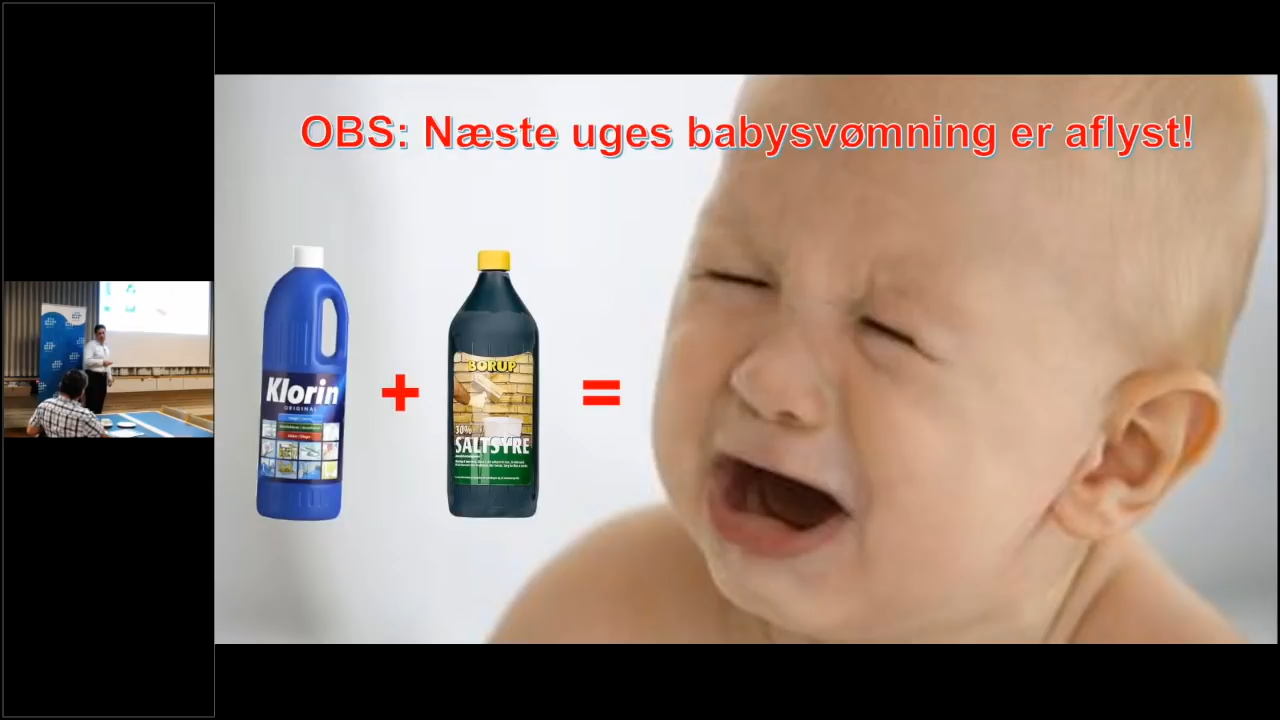 OBS: Næste uges babysvømning er aflyst!
Klorin
ORIGINAL
+
=
BORUP
30%
SALTSYRE